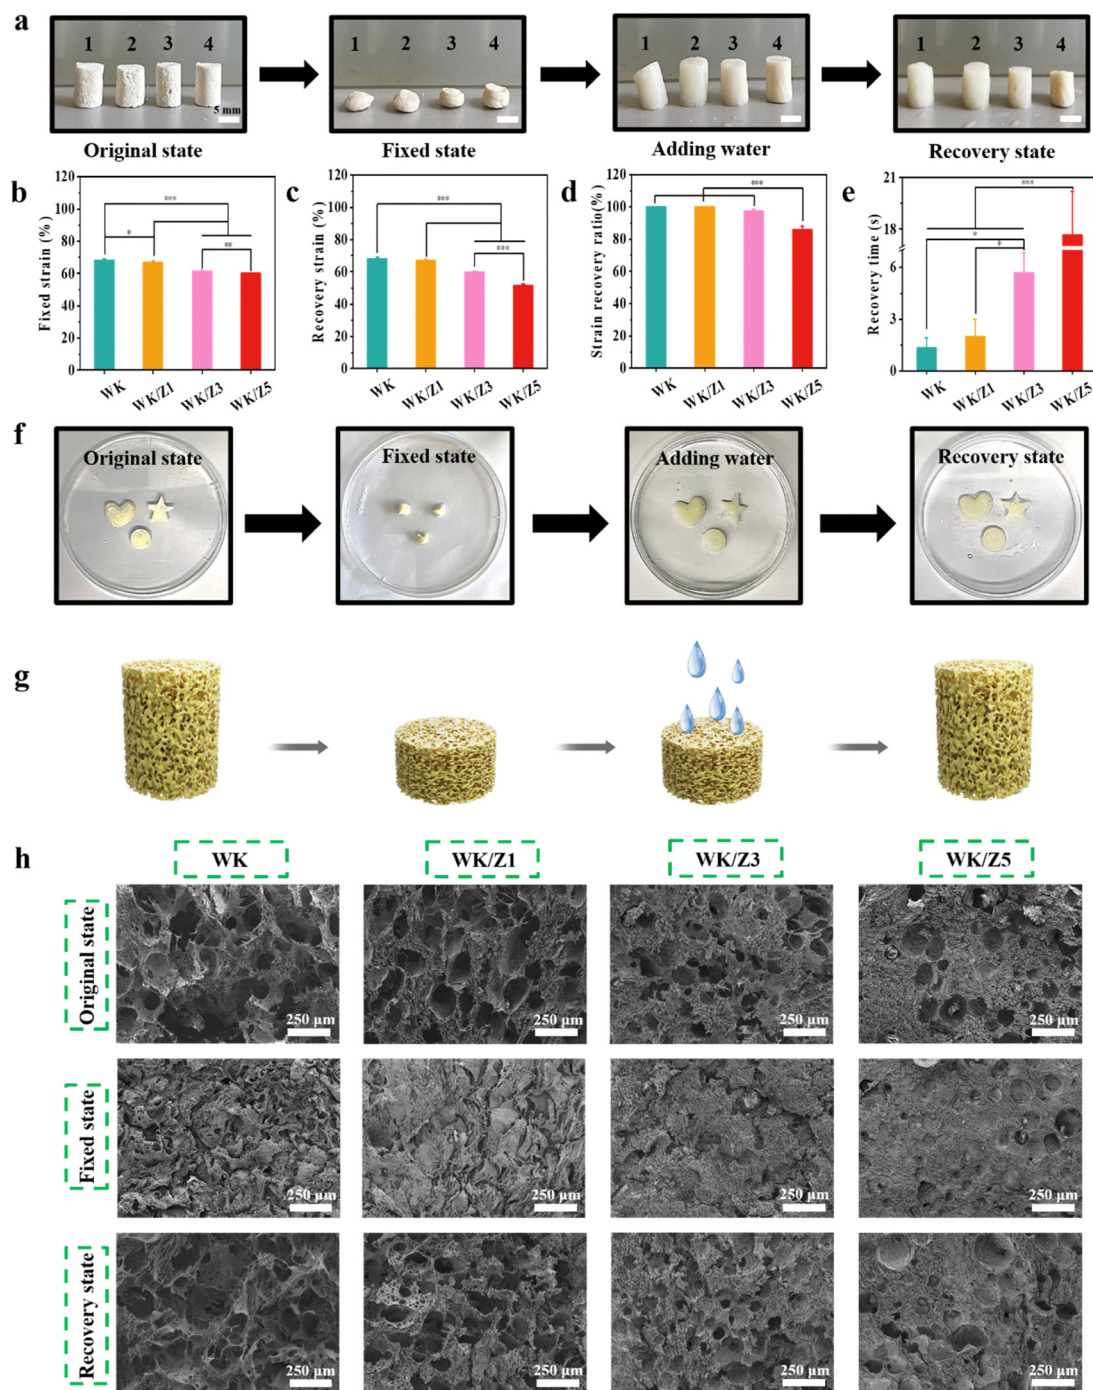 a
1 2 3 4
5 mm
1 2 3 4
1 2 3 4
1 2 3 4
Original state
Fixed state
Adding water
Recovery state
b
Fixed strain (%)
120
100
80
60
40
20
0
***
*
**
WK
WK/Z1
WK/Z3
WK/Z5
c
Recovery strain (%)
120
100
80
60
40
20
0
***
***
WK
WK/Z1
WK/Z3
WK/Z5
d
Strain recovery ratio(%)
120
100
80
60
40
20
0
***
WK
WK/Z1
WK/Z3
WK/Z5
e
Recovery time (s)
21
18
6
3
0
***
*
*
WK
WK/Z1
WK/Z3
WK/Z5
f
Original state
Fixed state
Adding water
Recovery state
g
h
WK
WK/Z1
WK/Z3
WK/Z5
Original state
250 μm
250 μm
250 μm
250 μm
Fixed state
250 μm
250 μm
250 μm
250 μm
Recovery state
250 μm
250 μm
250 μm
250 μm